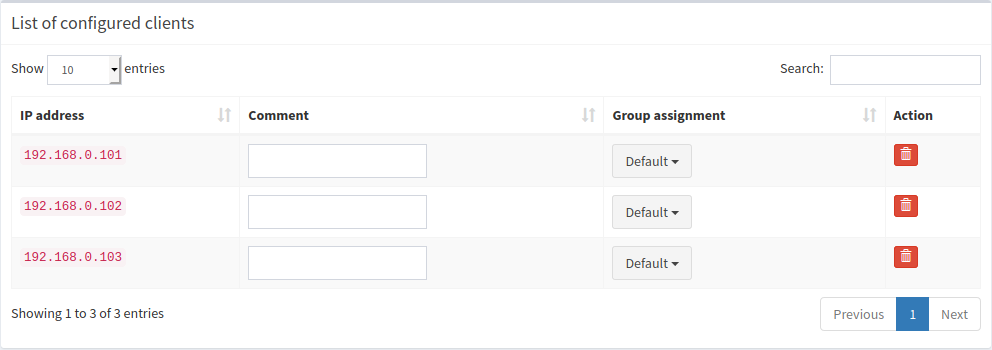 List of configured clients
Show 10 entries Search:
IP address Comment Group assignment Action
192.168.0.101 Default
192.168.0.102 Default
192.168.0.103 Default
Showing 1 to 3 of 3 entries Previous 1 Next